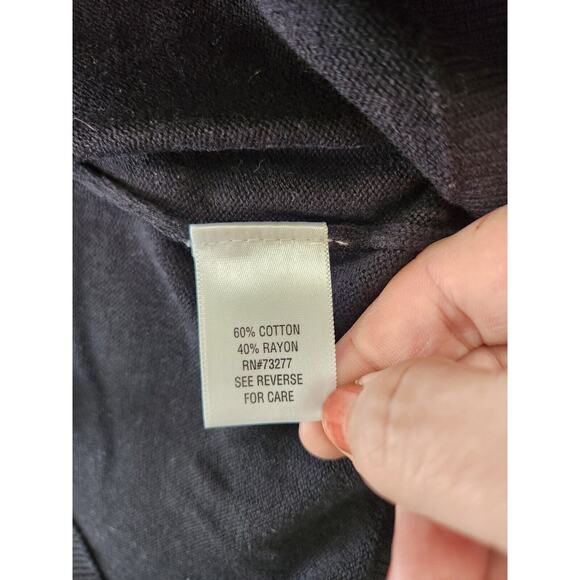 60% COTTON
40% RAYON
RN#73277
SEE REVERSE
FOR CARE